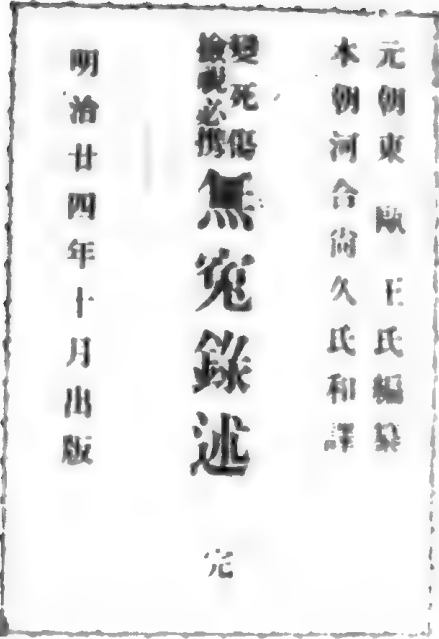 元朝東甌王氏編纂
本朝河合尙久氏和譯
變死傷
檢視必携
無寃錄述 完
明治廿四年十月出版